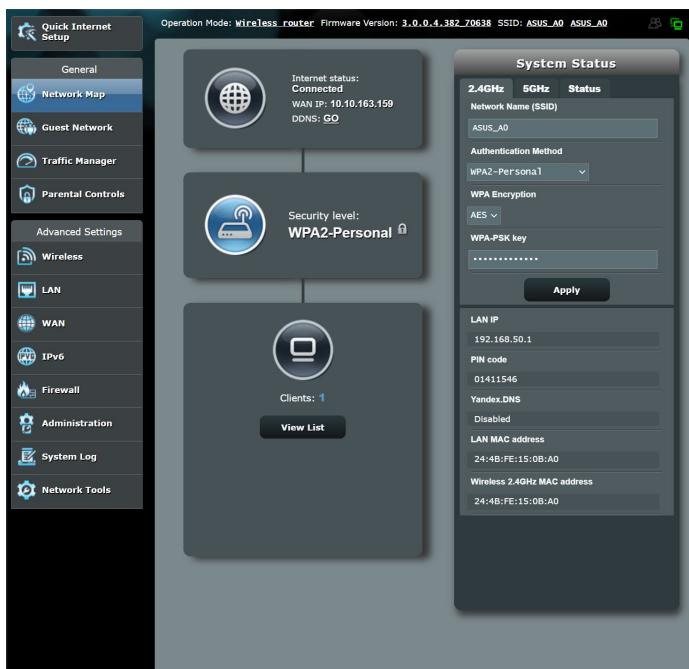 Quick Internet
Setup
Operation Mode: Wireless router Firmware Version: 3.0.0.4.382_70638 SSID: ASUS_A0 ASUS_A0
General
Network Map
Guest Network
Traffic Manager
Parental Controls
Advanced Settings
Wireless
LAN
WAN
IPv6
IPv6
Firewall
Administration
System Log
Network Tools
Internet status:
Connected
WAN IP: 10.10.163.159
DDNS: GO
Security level:
WPA2-Personal
Clients: 1
View List
System Status
2.4GHz 5GHz Status
Network Name (SSID)
ASUS_A0
Authentication Method
WPA2-Personal
WPA Encryption
AES
WPA-PSK key
•••••••••••••
Apply
LAN IP
192.168.50.1
PIN code
01411546
Yandex.DNS
Disabled
LAN MAC address
24:4B:FE:15:0B:A0
Wireless 2.4GHz MAC address
24:4B:FE:15:0B:A0